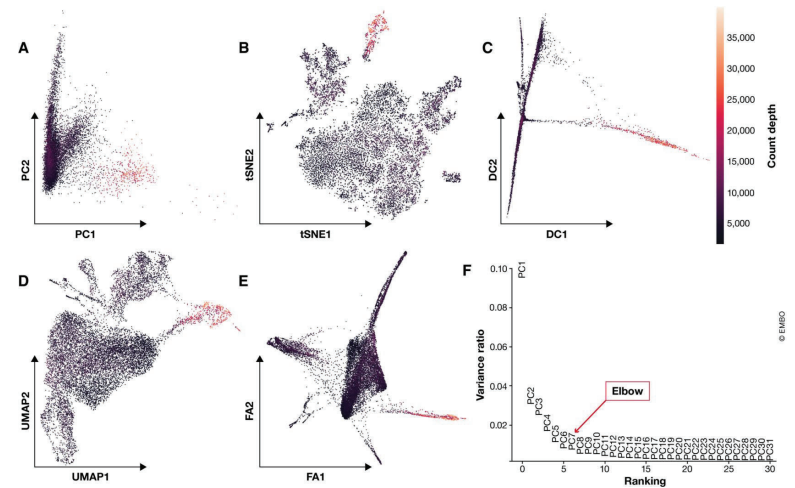 A
PC2
PC1
B
tSNE2
tSNE1
C
DC2
DC1
35,000
30,000
25,000
20,000
15,000
10,000
5,000
Count depth
D
UMAP2
UMAP1
E
FA2
FA1
F
Variance ratio
0.10
0.08
0.06
0.04
0.02
PC1
PC2
PC3
PC4
PC5
PC6
PC7
PC8
PC9
PC10
PC11
PC12
PC13
PC14
PC15
PC16
PC17
PC18
PC19
PC20
PC21
PC22
PC23
PC24
PC25
PC26
PC27
PC28
PC29
PC30
PC31
Elbow
0 5 10 15 20 25 30
Ranking
© EMBO